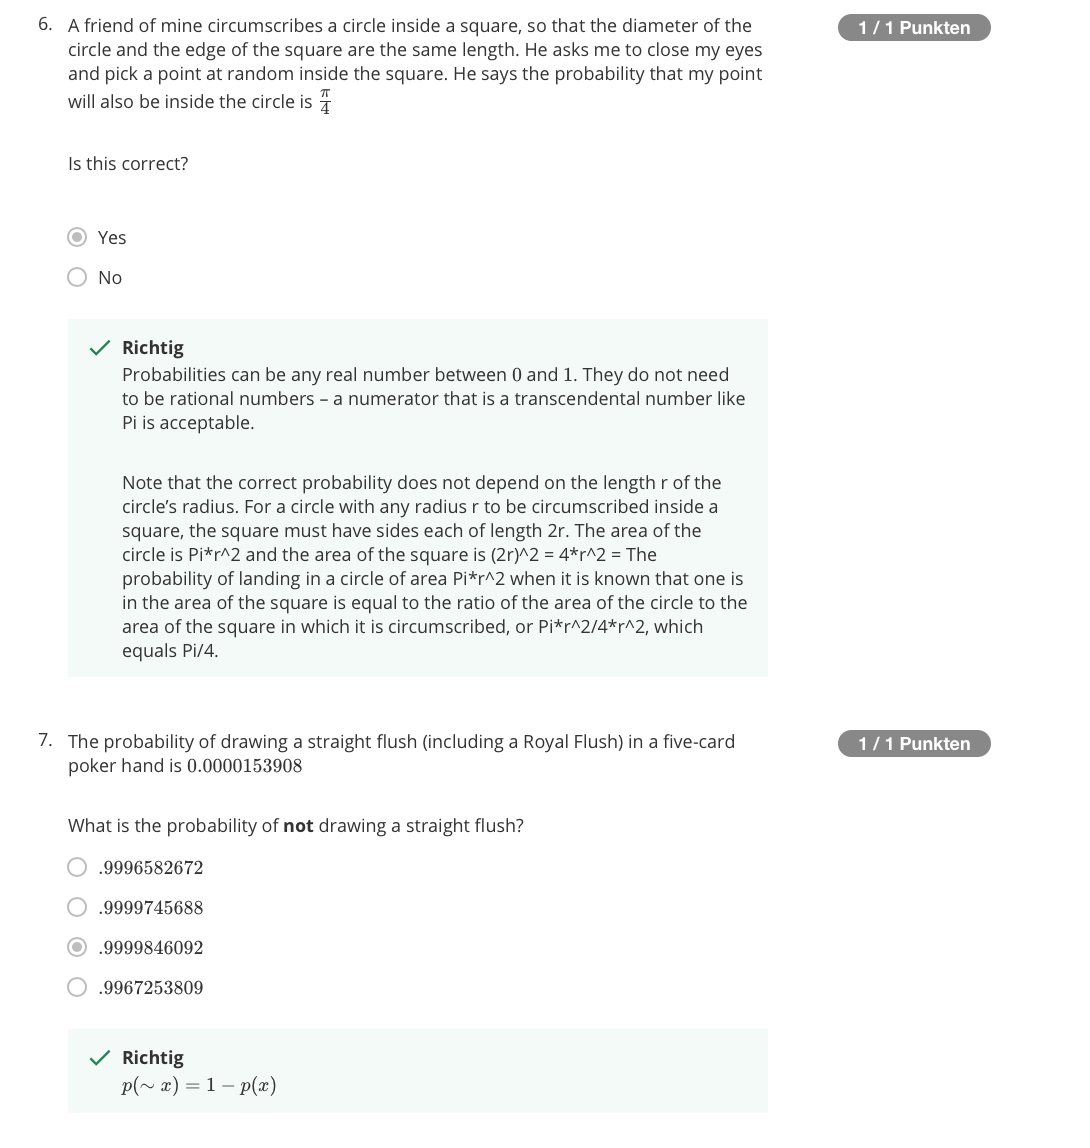 6. A friend of mine circumscribes a circle inside a square, so that the diameter of the
1 / 1 Punkten
circle and the edge of the square are the same length. He asks me to close my eyes
and pick a point at random inside the square. He says the probability that my point
will also be inside the circle is π/4
Is this correct?
Yes
No
Richtig
Probabilities can be any real number between 0 and 1. They do not need
to be rational numbers – a numerator that is a transcendental number like
Pi is acceptable.
Note that the correct probability does not depend on the length r of the
circle’s radius. For a circle with any radius r to be circumscribed inside a
square, the square must have sides each of length 2r. The area of the
circle is Pi*r^2 and the area of the square is (2r)^2 = 4*r^2 = The
probability of landing in a circle of area Pi*r^2 when it is known that one is
in the area of the square is equal to the ratio of the area of the circle to the
area of the square in which it is circumscribed, or Pi*r^2/4*r^2, which
equals Pi/4.
7. The probability of drawing a straight flush (including a Royal Flush) in a five-card
1 / 1 Punkten
poker hand is 0.0000153908
What is the probability of not drawing a straight flush?
.9996582672
.9999745688
.9999846092
.9967253809
Richtig
p(∼ x) = 1 − p(x)